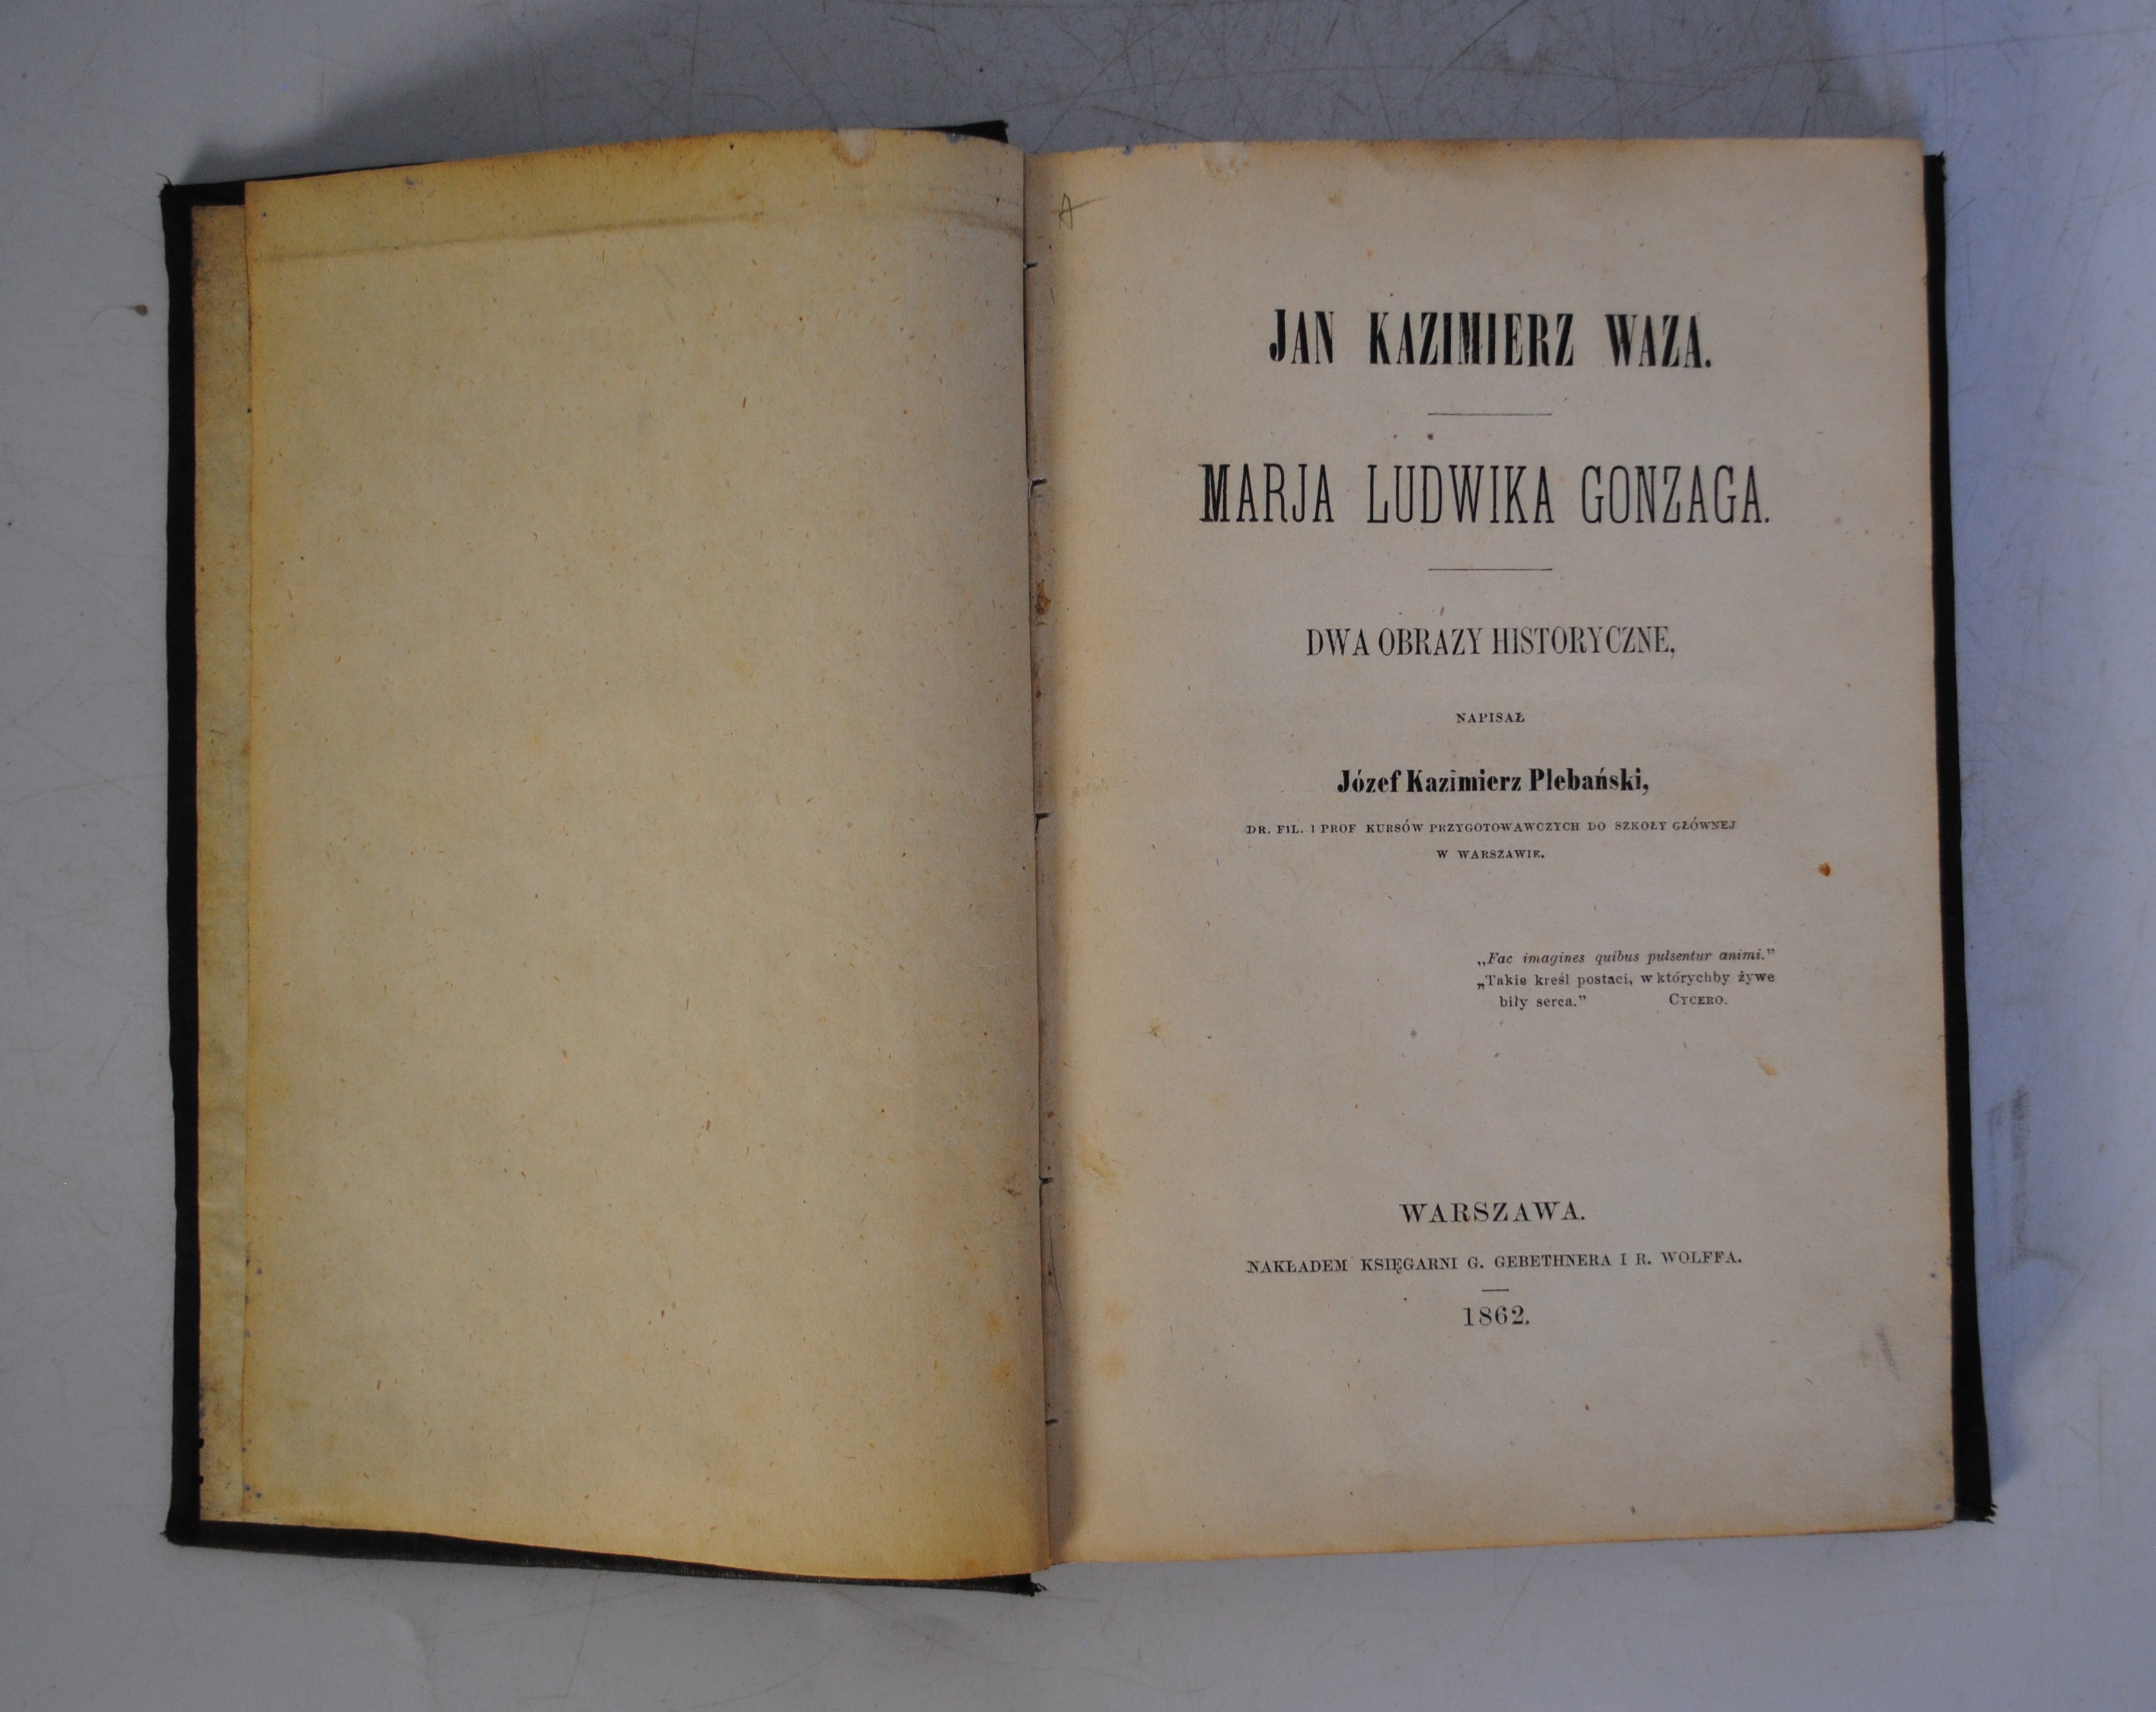 JAN KAZIMIERZ WAZA.
MARJA LUDWIKA GONZAGA.
DWA OBRAZY HISTORYCZNE,
NAPISAŁ
Józef Kazimierz Plebański,
DR. FIL. I PROF KURSÓW PRZYGOTOWAWCZYCH DO SZKOŁY GŁÓWNEJ
W WARSZAWIE.
„Fac imagines quibus pulsentur animi.”
„Takie kreśl postaci, w którychby żywe
biły serca.” CYCERO.
WARSZAWA.
NAKŁADEM KSIĘGARNI G. GEBETHNERA I R. WOLFFA.
1862.